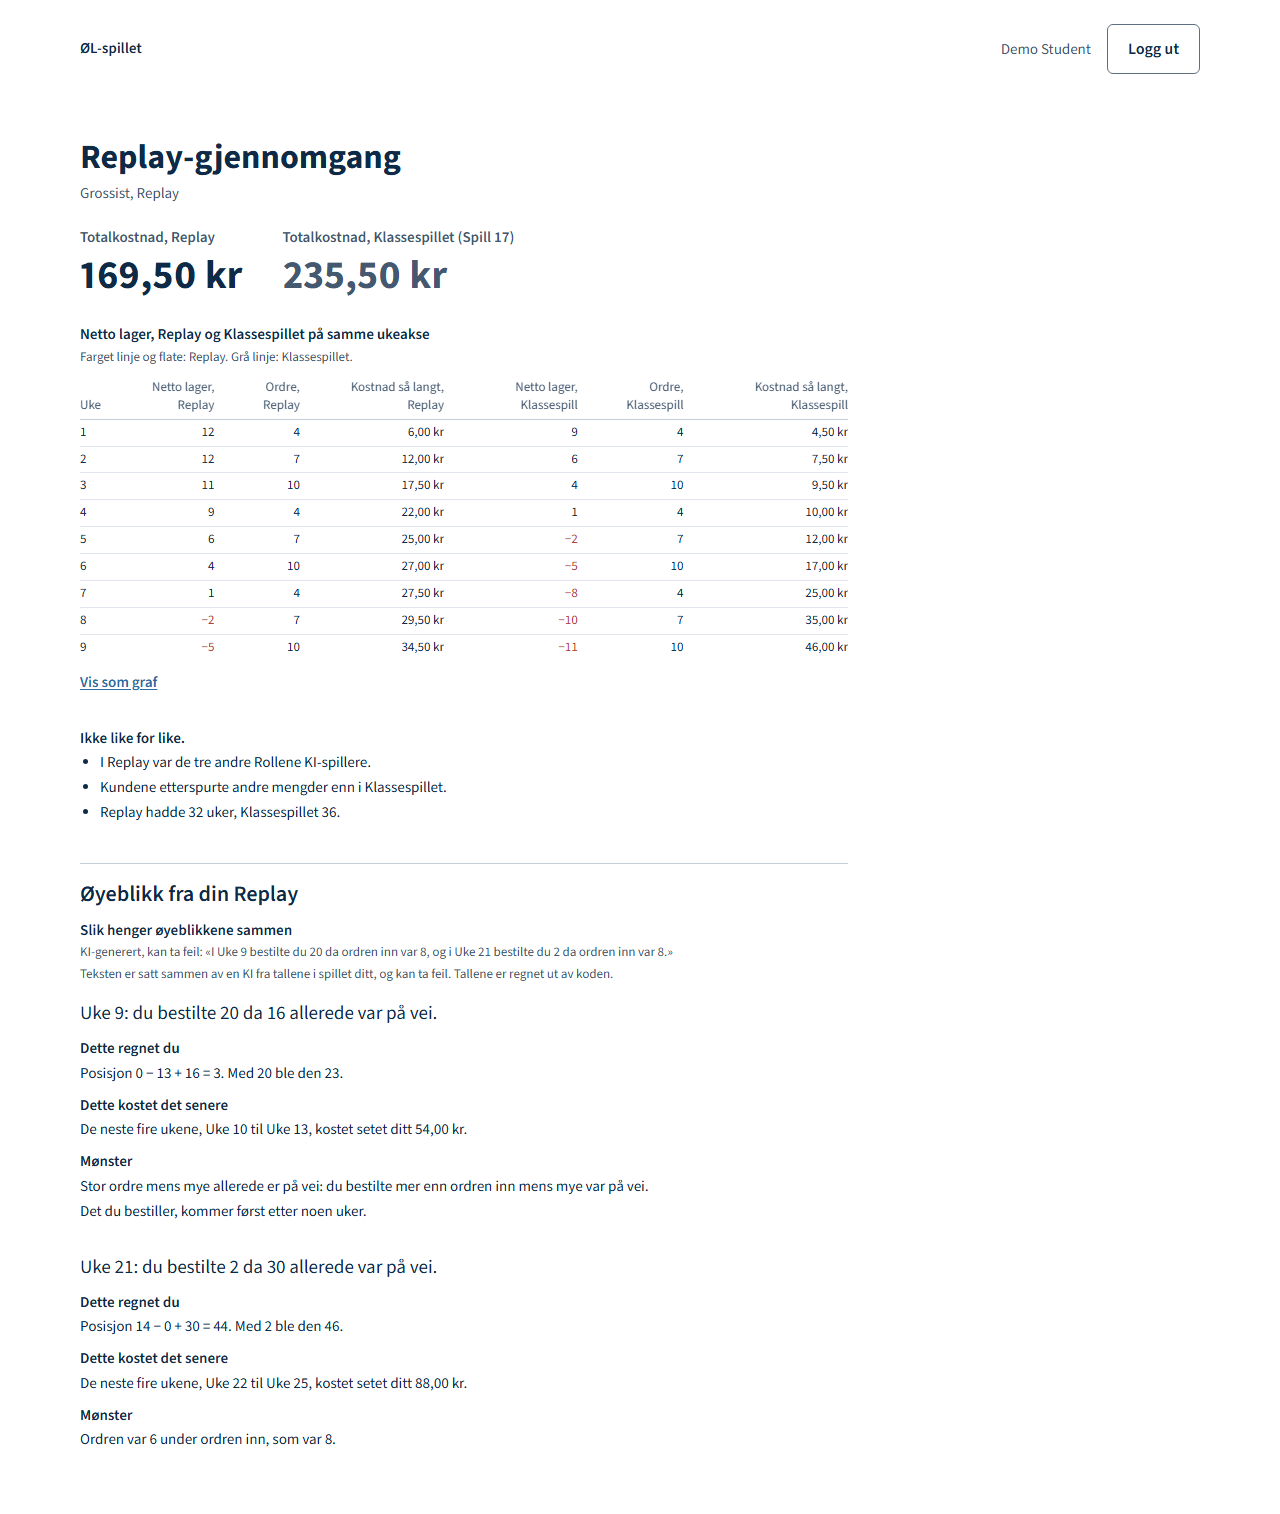 ØL-spillet
Demo Student
Logg ut
Replay-gjennomgang
Grossist, Replay
Totalkostnad, Replay
169,50 kr
Totalkostnad, Klassespillet (Spill 17)
235,50 kr
Netto lager, Replay og Klassespillet på samme ukeakse
Farget linje og flate: Replay. Grå linje: Klassespillet.
Uke Netto lager, Replay Ordre, Replay Kostnad så langt, Replay Netto lager, Klassespill Ordre, Klassespill Kostnad så langt, Klassespill
1 12 4 6,00 kr 9 4 4,50 kr
2 12 7 12,00 kr 6 7 7,50 kr
3 11 10 17,50 kr 4 10 9,50 kr
4 9 4 22,00 kr 1 4 10,00 kr
5 6 7 25,00 kr −2 7 12,00 kr
6 4 10 27,00 kr −5 10 17,00 kr
7 1 4 27,50 kr −8 4 25,00 kr
8 −2 7 29,50 kr −10 7 35,00 kr
9 −5 10 34,50 kr −11 10 46,00 kr
Vis som graf
Ikke like for like.
• I Replay var de tre andre Rollene KI-spillere.
• Kundene etterspurte andre mengder enn i Klassespillet.
• Replay hadde 32 uker, Klassespillet 36.
Øyeblikk fra din Replay
Slik henger øyeblikkene sammen
KI-generert, kan ta feil: «I Uke 9 bestilte du 20 da ordren inn var 8, og i Uke 21 bestilte du 2 da ordren inn var 8.»
Teksten er satt sammen av en KI fra tallene i spillet ditt, og kan ta feil. Tallene er regnet ut av koden.
Uke 9: du bestilte 20 da 16 allerede var på vei.
Dette regnet du
Posisjon 0 − 13 + 16 = 3. Med 20 ble den 23.
Dette kostet det senere
De neste fire ukene, Uke 10 til Uke 13, kostet setet ditt 54,00 kr.
Mønster
Stor ordre mens mye allerede er på vei: du bestilte mer enn ordren inn mens mye var på vei.
Det du bestiller, kommer først etter noen uker.
Uke 21: du bestilte 2 da 30 allerede var på vei.
Dette regnet du
Posisjon 14 − 0 + 30 = 44. Med 2 ble den 46.
Dette kostet det senere
De neste fire ukene, Uke 22 til Uke 25, kostet setet ditt 88,00 kr.
Mønster
Ordren var 6 under ordren inn, som var 8.